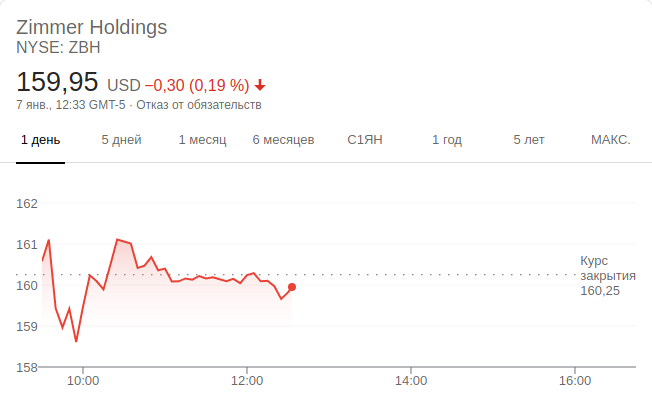 Zimmer Holdings
NYSE: ZBH
159,95 USD −0,30 (0,19 %)
7 янв., 12:33 GMT-5 · Отказ от обязательств
1 день 5 дней 1 месяц 6 месяцев С1ЯН 1 год 5 лет МАКС.
162
161
160
159
158
Курс
закрытия
160,25
10:00 12:00 14:00 16:00